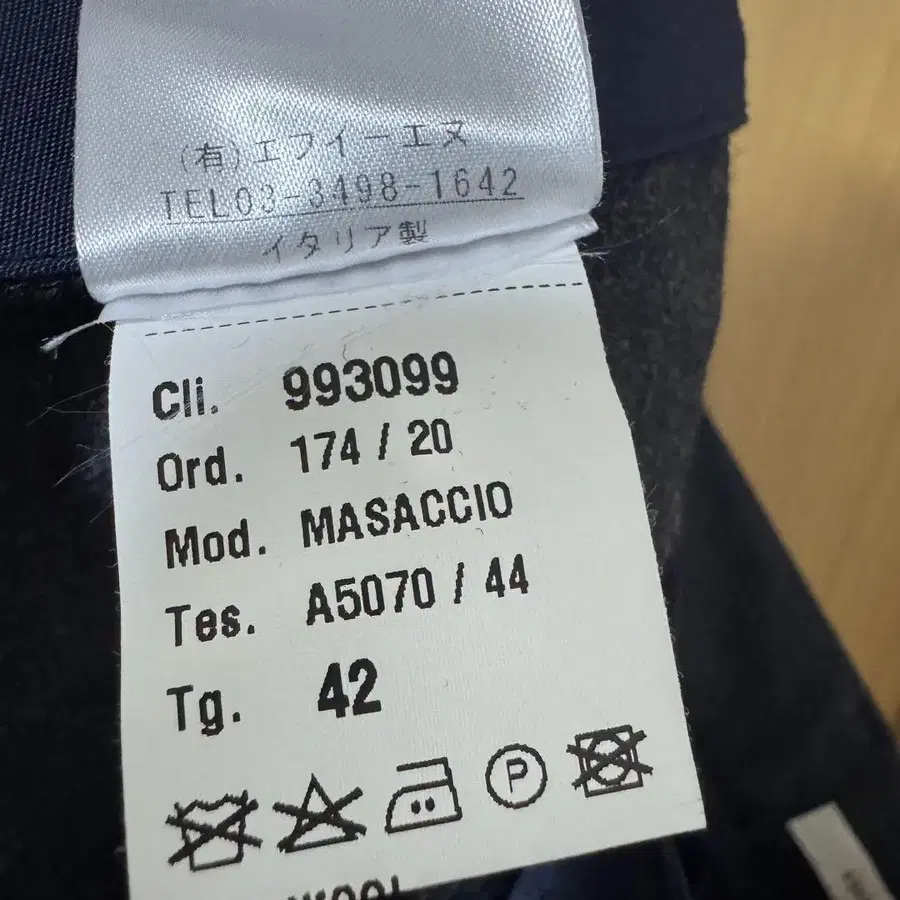 (有)エフイーエヌ
TEL03-3498-1642
イタリア製
Cli. 993099
Ord. 174 / 20
Mod. MASACCIO
Tes. A5070 / 44
Tg. 42
P
WOOL